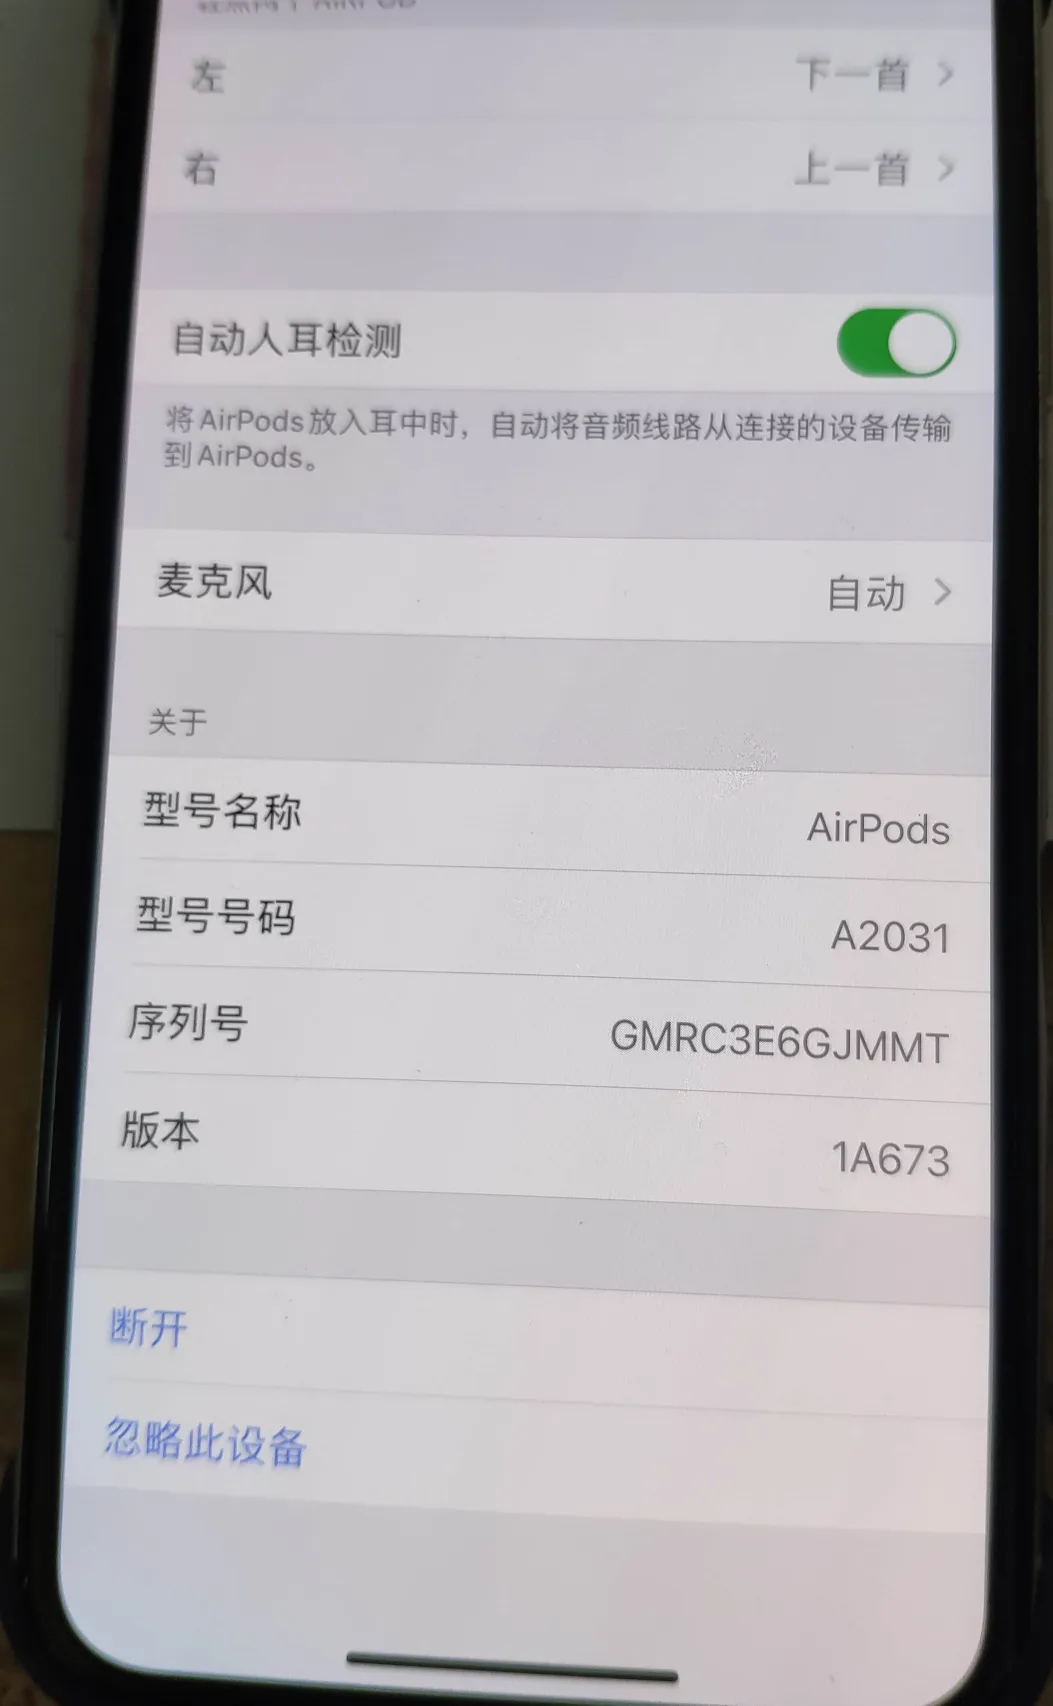 左
下一首
右
上一首
自动人耳检测
将AirPods放入耳中时，自动将音频线路从连接的设备传输
到AirPods。
麦克风
自动
关于
型号名称
AirPods
型号号码
A2031
序列号
GMRC3E6GJMMT
版本
1A673
断开
忽略此设备